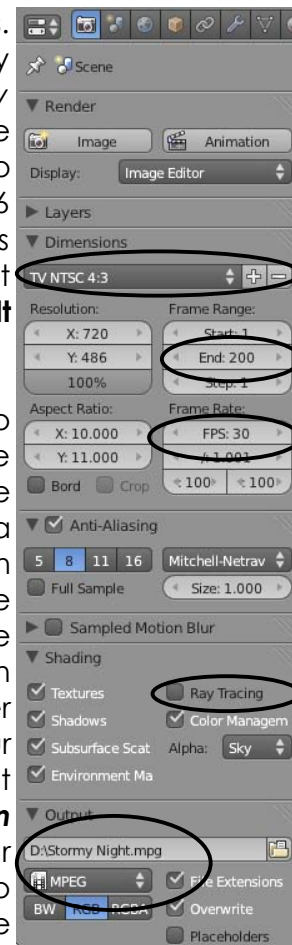 Scene
Render
Image Animation
Display: Image Editor
Layers
Dimensions
TV NTSC 4:3
Resolution: Frame Range:
X: 720 Start: 1
Y: 486 End: 200
100% Step: 1
Aspect Ratio: Frame Rate:
X: 10.000 FPS: 30
Y: 11.000 /: 1.001
Bord Crop 100 100
Anti-Aliasing
5 8 11 16 Mitchell-Netrav
Full Sample Size: 1.000
Sampled Motion Blur
Shading
Textures Ray Tracing
Shadows Color Managem
Subsurface Scat Alpha: Sky
Environment Ma
Output
D:\Stormy Night.mpg
MPEG File Extensions
BW RGB RGBA Overwrite
Placeholders